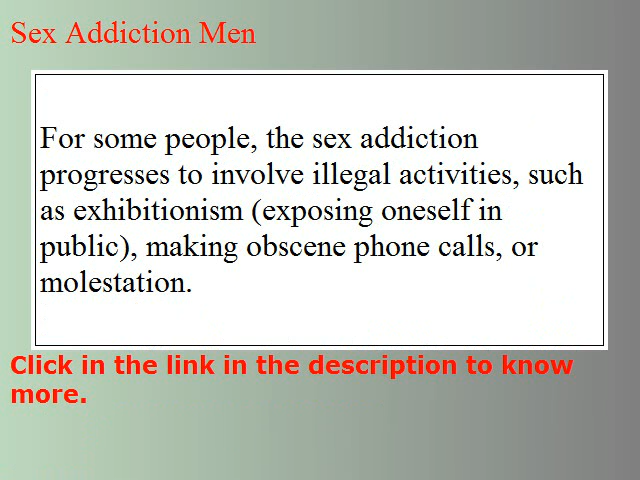 Sex Addiction Men
For some people, the sex addiction
progresses to involve illegal activities, such
as exhibitionism (exposing oneself in
public), making obscene phone calls, or
molestation.
Click in the link in the description to know
more.